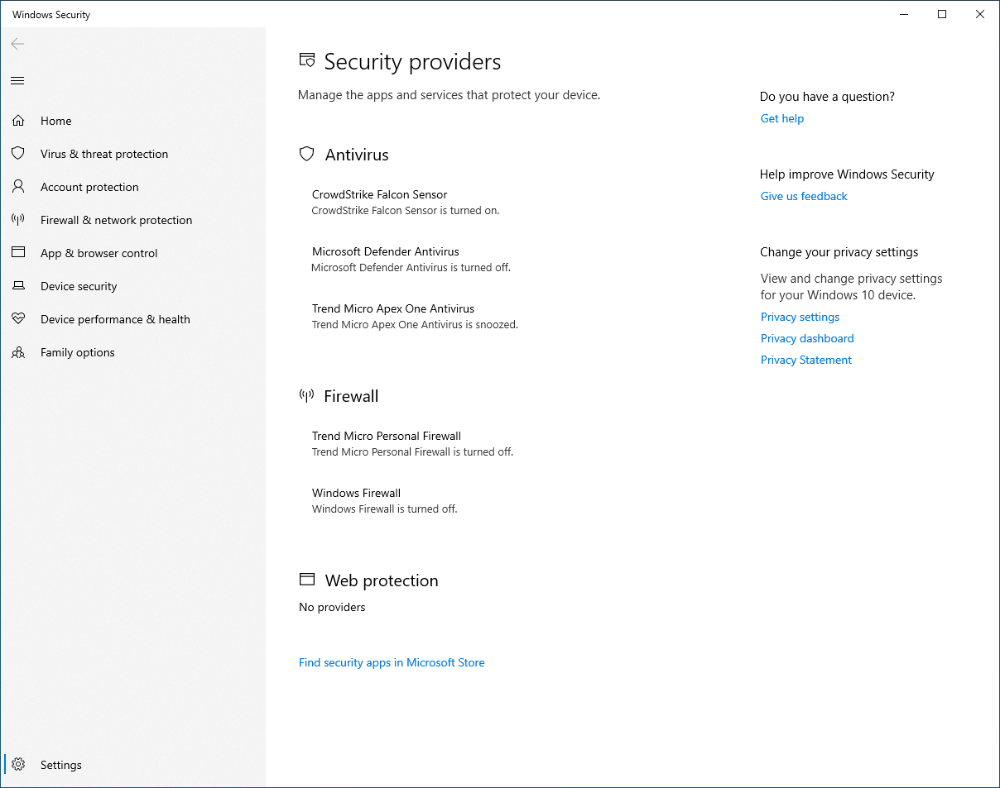 Windows Security
Home
Virus & threat protection
Account protection
Firewall & network protection
App & browser control
Device security
Device performance & health
Family options
Settings
Security providers
Manage the apps and services that protect your device.
Antivirus
CrowdStrike Falcon Sensor
CrowdStrike Falcon Sensor is turned on.
Microsoft Defender Antivirus
Microsoft Defender Antivirus is turned off.
Trend Micro Apex One Antivirus
Trend Micro Apex One Antivirus is snoozed.
Firewall
Trend Micro Personal Firewall
Trend Micro Personal Firewall is turned off.
Windows Firewall
Windows Firewall is turned off.
Web protection
No providers
Find security apps in Microsoft Store
Do you have a question?
Get help
Help improve Windows Security
Give us feedback
Change your privacy settings
View and change privacy settings
for your Windows 10 device.
Privacy settings
Privacy dashboard
Privacy Statement